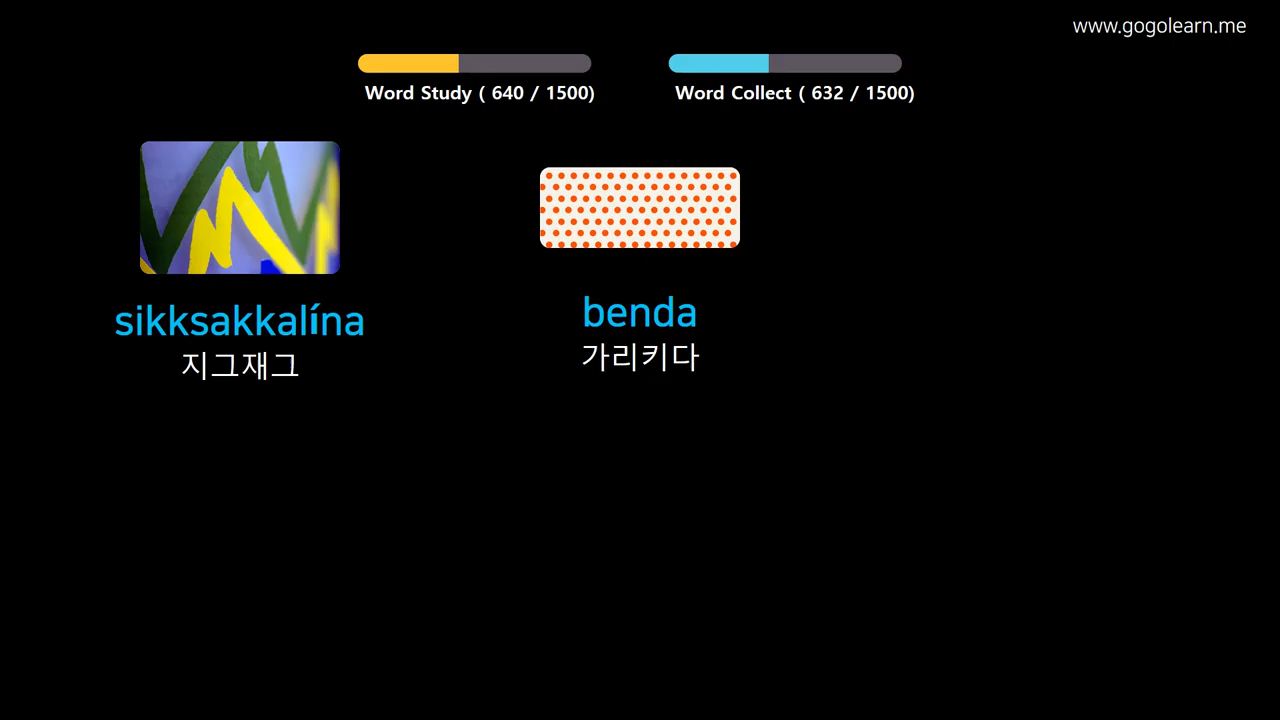 www.gogolearn.me
Word Study ( 640 / 1500)
Word Collect ( 632 / 1500)
sikksakkalína
지그재그
benda
가리키다